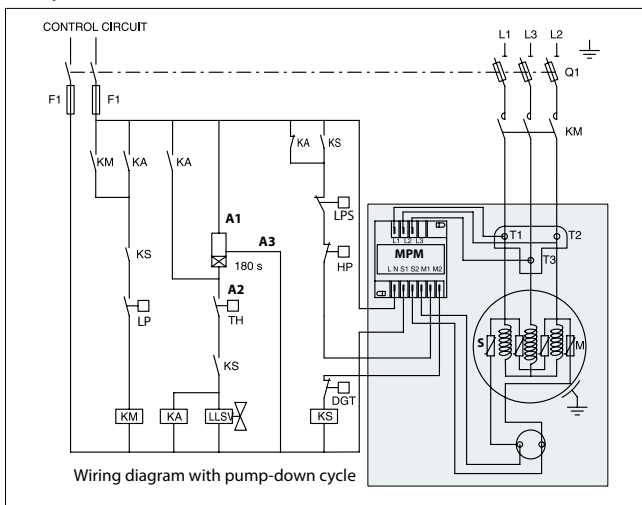 CONTROL CIRCUIT
L1 L3 L2
F1 F1
Q1
KM
KA KS
KM KA KA
LPS
A1
A3
L1 L2 L3
T1 T2
MPM
T3
180 s
HP
KS
L N S1 S2 M1 M2
A2
LP
TH
S M
KS
DGT
KM KA LLSV KS
Wiring diagram with pump-down cycle